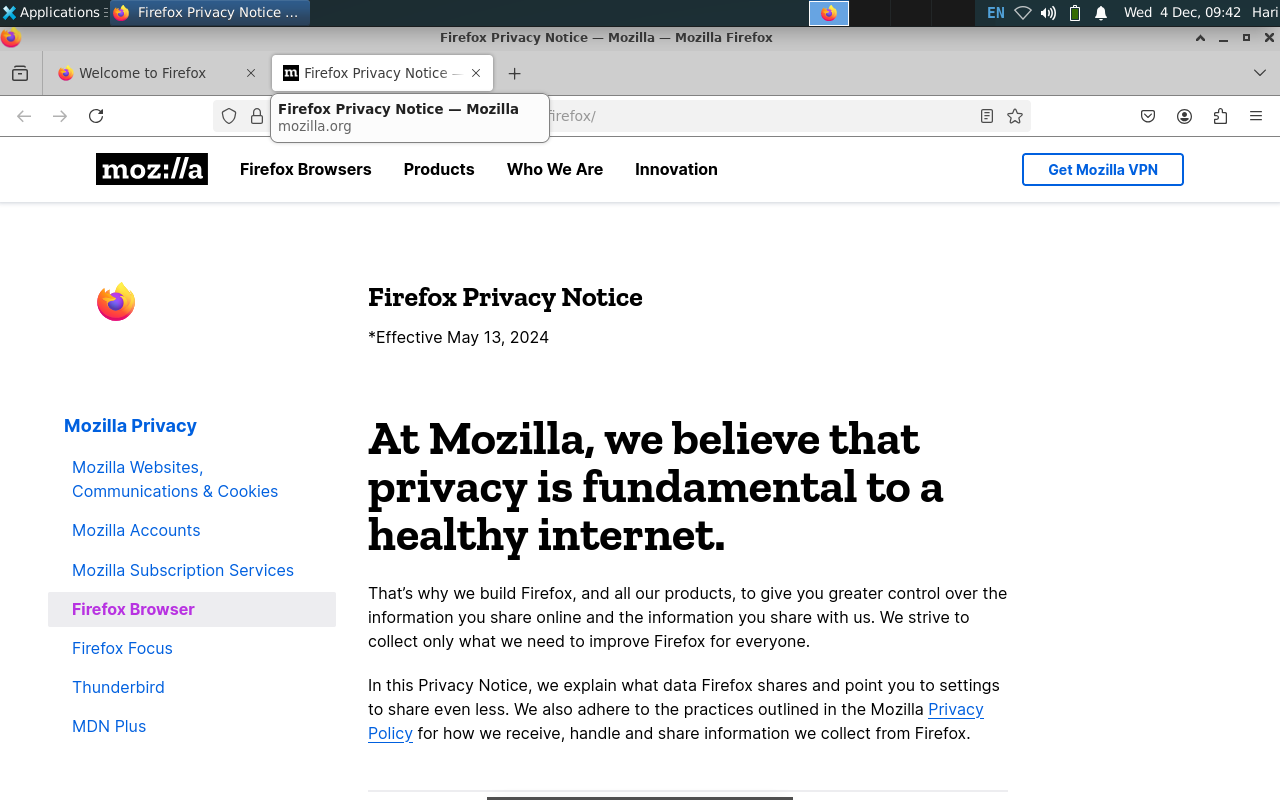 Applications
Firefox Privacy Notice ...
EN
Wed 4 Dec, 09:42
Hari
Firefox Privacy Notice — Mozilla — Mozilla Firefox
Welcome to Firefox
Firefox Privacy Notice —
Firefox Privacy Notice — Mozilla
mozilla.org
firefox/
moz://a
Firefox Browsers
Products
Who We Are
Innovation
Get Mozilla VPN
Firefox Privacy Notice
*Effective May 13, 2024
Mozilla Privacy
Mozilla Websites,
Communications & Cookies
Mozilla Accounts
Mozilla Subscription Services
Firefox Browser
Firefox Focus
Thunderbird
MDN Plus
At Mozilla, we believe that
privacy is fundamental to a
healthy internet.
That’s why we build Firefox, and all our products, to give you greater control over the
information you share online and the information you share with us. We strive to
collect only what we need to improve Firefox for everyone.
In this Privacy Notice, we explain what data Firefox shares and point you to settings
to share even less. We also adhere to the practices outlined in the Mozilla Privacy
Policy for how we receive, handle and share information we collect from Firefox.